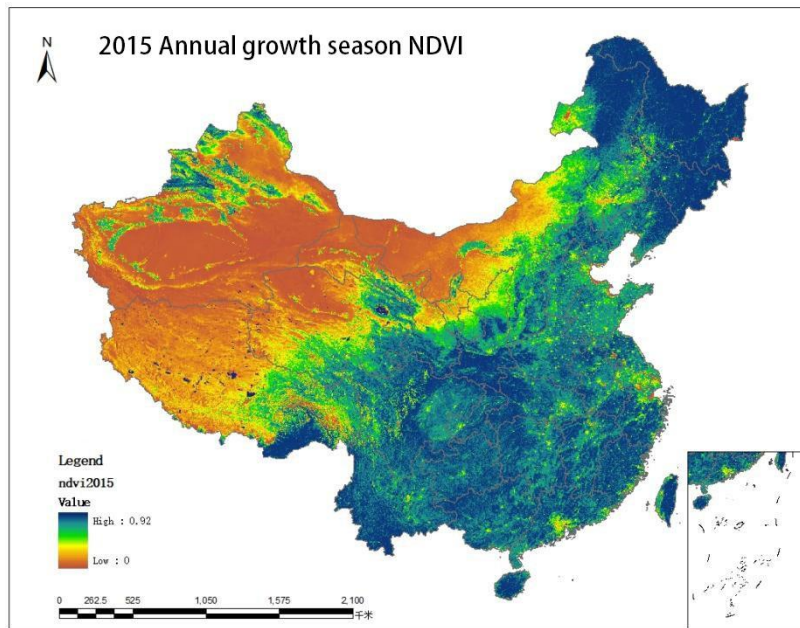 N
2015 Annual growth season NDVI
Legend
ndvi2015
Value
High : 0.92
Low : 0
0 262.5 525 1,050 1,575 2,100
千米